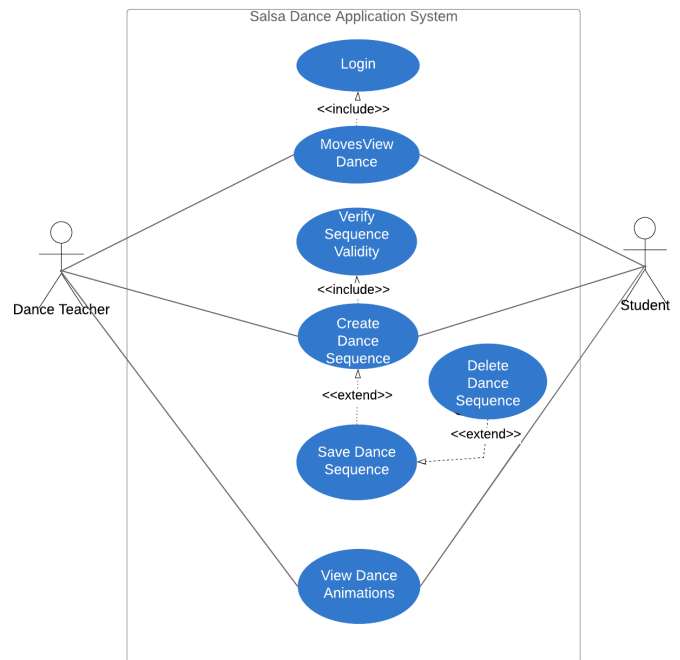 Salsa Dance Application System
Login
<<include>>
MovesView
Dance
Verify
Sequence
Validity
<<include>>
Dance Teacher
Student
Create
Dance
Sequence
Delete
Dance
Sequence
<<extend>>
<<extend>>
Save Dance
Sequence
View Dance
Animations